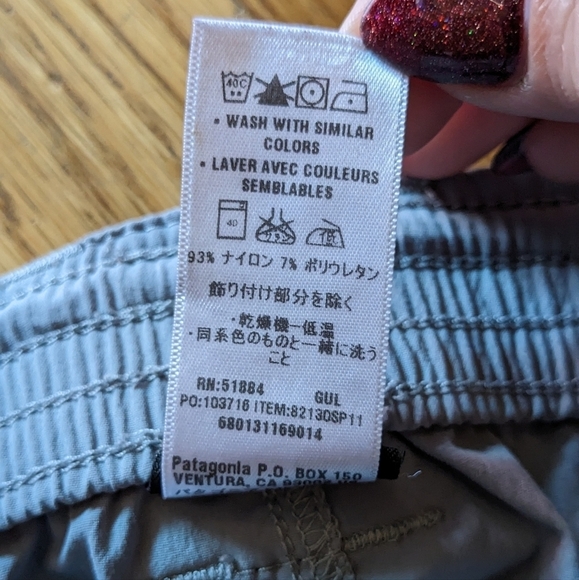 40C
• WASH WITH SIMILAR
COLORS
• LAVER AVEC COULEURS
SEMBLABLES
40
93% ナイロン 7% ポリウレタン
飾り付け部分を除く
・乾燥機ー低温
・同系色のものと一緒に洗う
こと
RN:51884 GUL
PO:103716 ITEM:82130SP11
680131169014
Patagonia P.O. BOX 150
VENTURA, CA